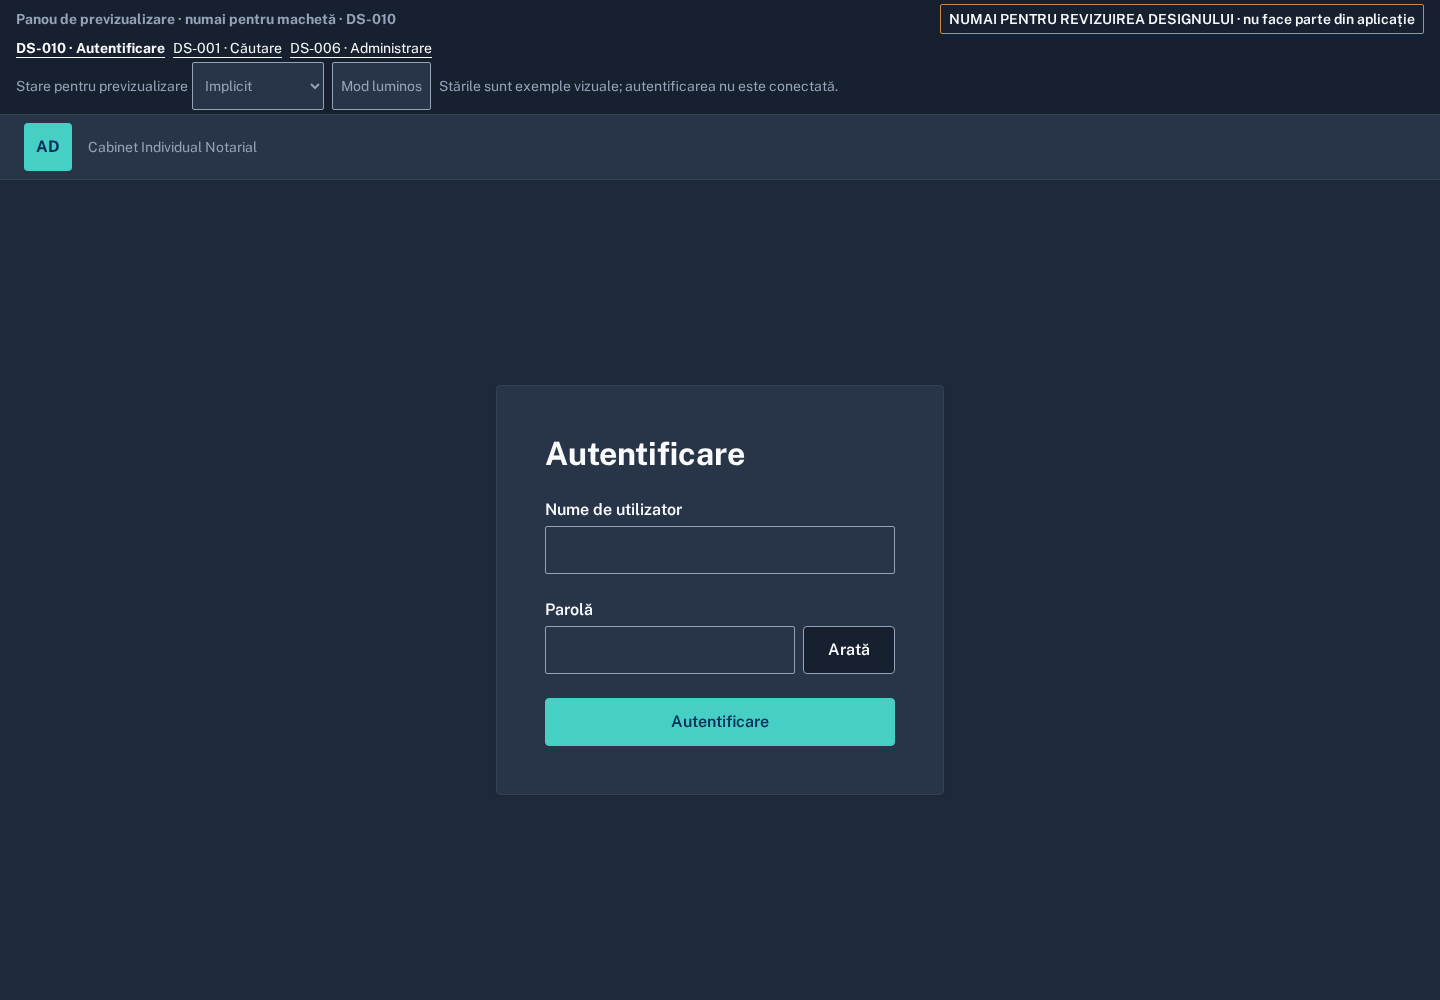 Panou de previzualizare · numai pentru machetă · DS-010
NUMAI PENTRU REVIZUIREA DESIGNULUI · nu face parte din aplicație
DS-010 · Autentificare DS-001 · Căutare DS-006 · Administrare
Stare pentru previzualizare Implicit Mod luminos Stările sunt exemple vizuale; autentificarea nu este conectată.
AD Cabinet Individual Notarial
Autentificare
Nume de utilizator
Parolă
Arată
Autentificare